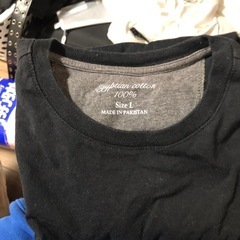 egyptian cotton
100%
Size L
MADE IN PAKISTAN